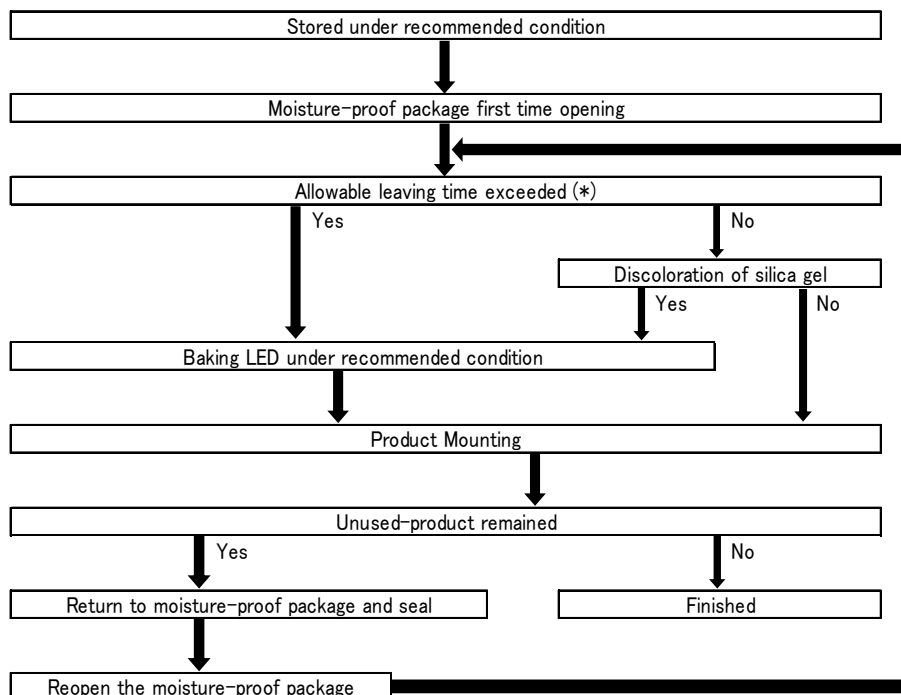 Stored under recommended condition
Moisture-proof package first time opening
Allowable leaving time exceeded (*)
Yes
No
Discoloration of silica gel
Yes
No
Baking LED under recommended condition
Product Mounting
Unused-product remained
Yes
No
Return to moisture-proof package and seal
Finished
Reopen the moisture-proof package